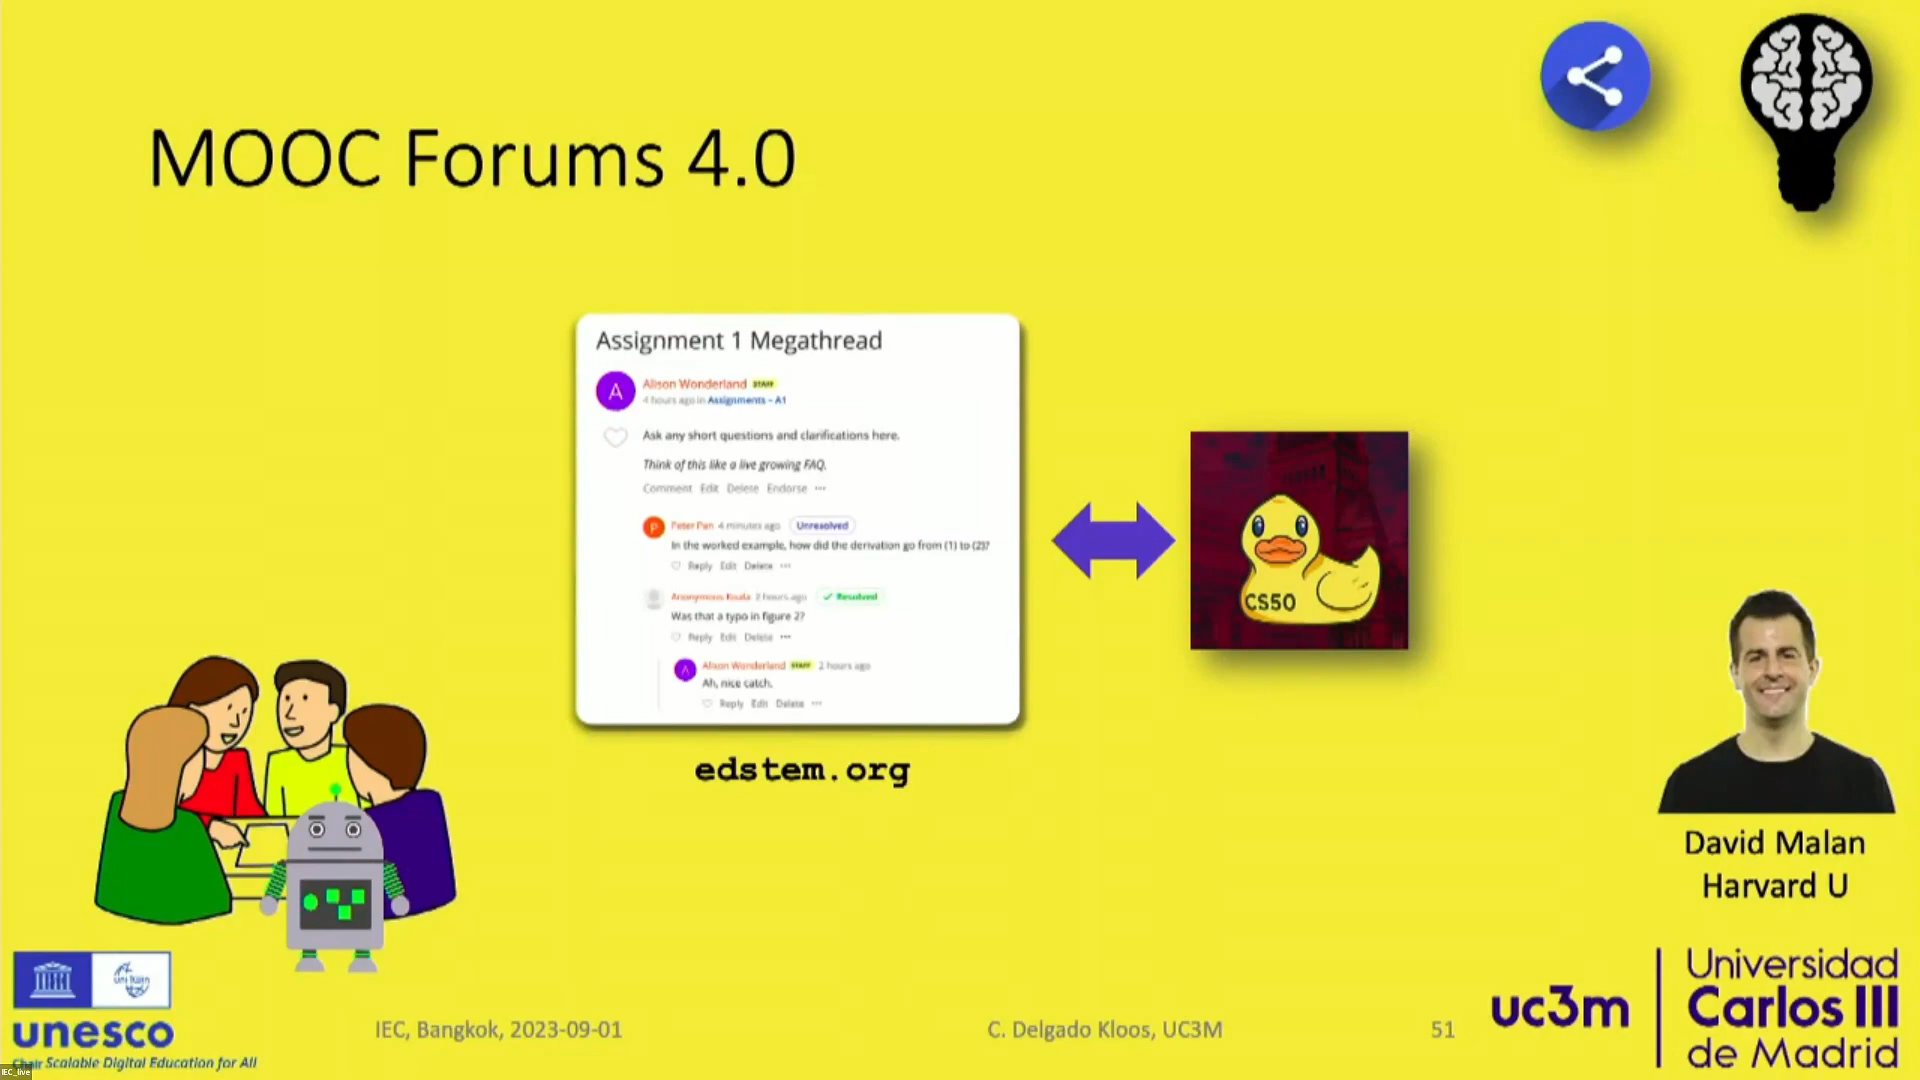 MOOC Forums 4.0
Assignment 1 Megathread
A
Alison Wonderland STAFF
4 hours ago in Assignments – A1
Ask any short questions and clarifications here.
Think of this like a live growing FAQ.
Comment Edit Delete Endorse ...
P
Peter Pan 4 minutes ago Unresolved
In the worked example, how did the derivation go from (1) to (2)?
Reply Edit Delete ...
Anonymous Koala 2 hours ago Resolved
Was that a typo in figure 2?
Reply Edit Delete ...
A
Alison Wonderland STAFF 2 hours ago
Ah, nice catch.
Reply Edit Delete ...
edstem.org
CS50
David Malan
Harvard U
unesco
Chair Scalable Digital Education for All
IEC, Bangkok, 2023-09-01
C. Delgado Kloos, UC3M
51
uc3m
Universidad
Carlos III
de Madrid
IEC_live